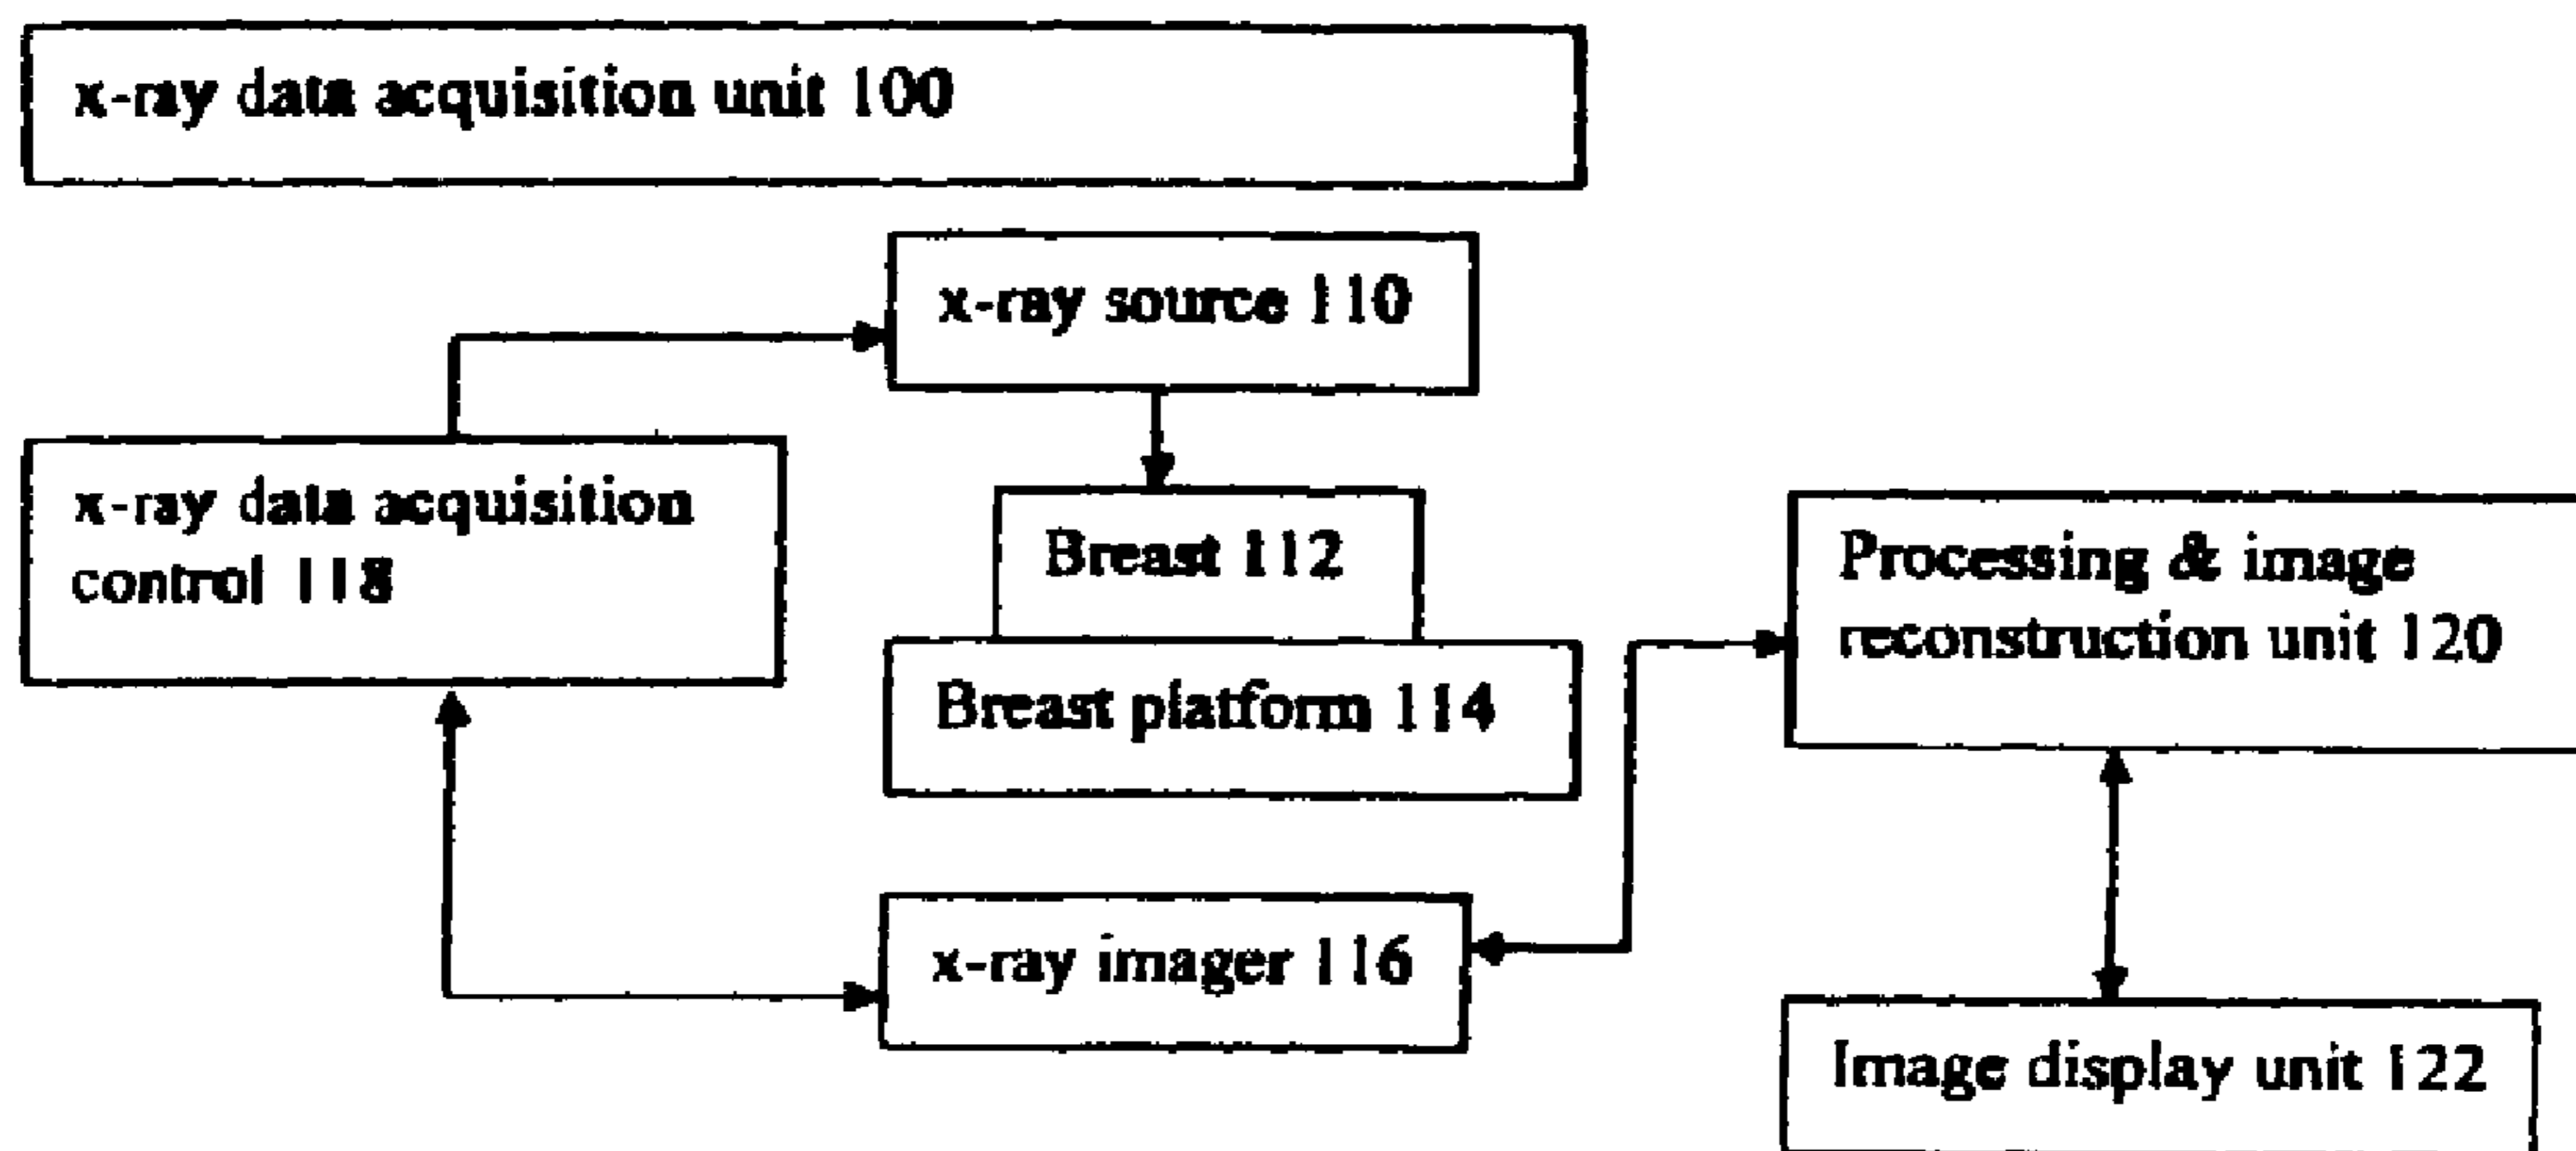 x-ray data acquisition unit 100
x-ray source 110
x-ray data acquisition
control 118
Breast 112
Breast platform 114
Processing & image
reconstruction unit 120
x-ray imager 116
Image display unit 122